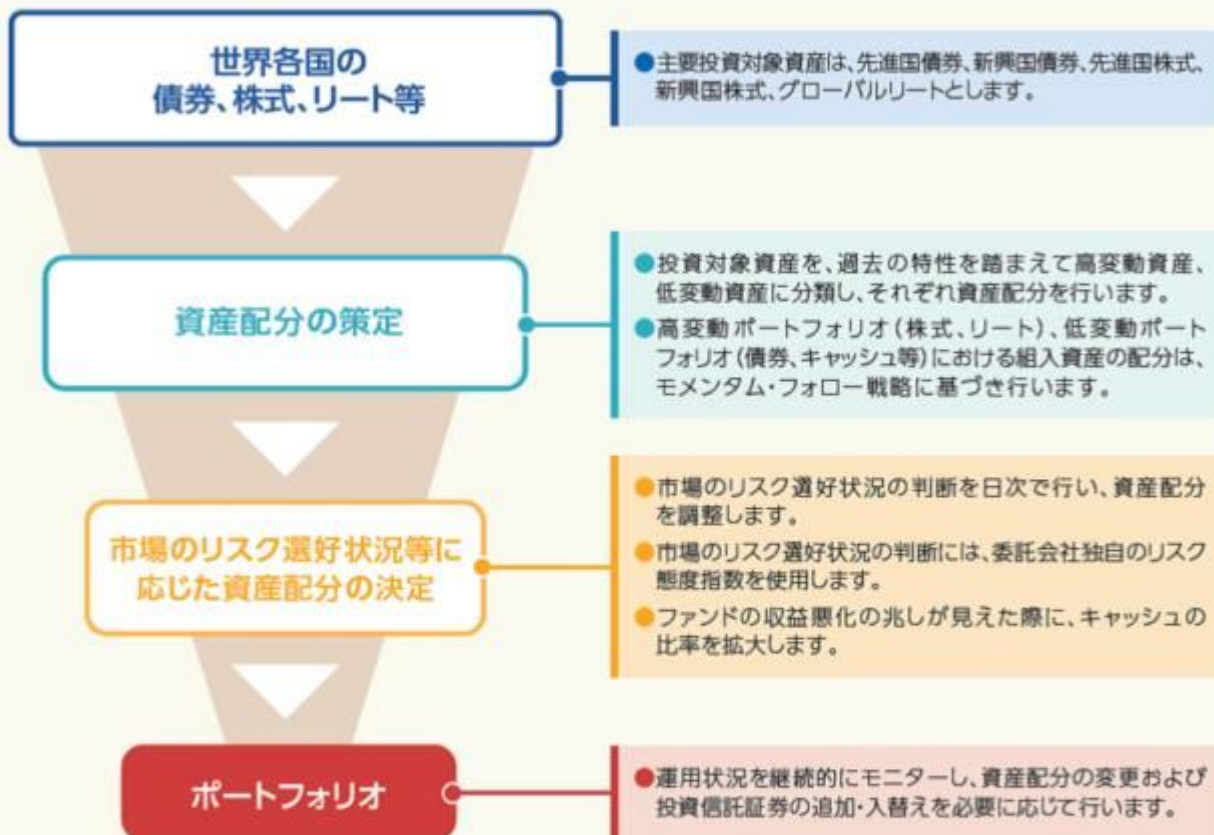 世界各国の
債券、株式、リート等
●主要投資対象資産は、先進国債券、新興国債券、先進国株式、
新興国株式、グローバルリートとします。
資産配分の策定
●投資対象資産を、過去の特性を踏まえて高変動資産、
低変動資産に分類し、それぞれ資産配分を行います。
●高変動ポートフォリオ(株式、リート)、低変動ポート
フォリオ(債券、キャッシュ等)における組入資産の配分は、
モメンタム・フォロー戦略に基づき行います。
市場のリスク選好状況等に
応じた資産配分の決定
●市場のリスク選好状況の判断を日次で行い、資産配分
を調整します。
●市場のリスク選好状況の判断には、委託会社独自のリスク
態度指数を使用します。
●ファンドの収益悪化の兆しが見えた際に、キャッシュの
比率を拡大します。
ポートフォリオ
●運用状況を継続的にモニターし、資産配分の変更および
投資信託証券の追加・入替えを必要に応じて行います。